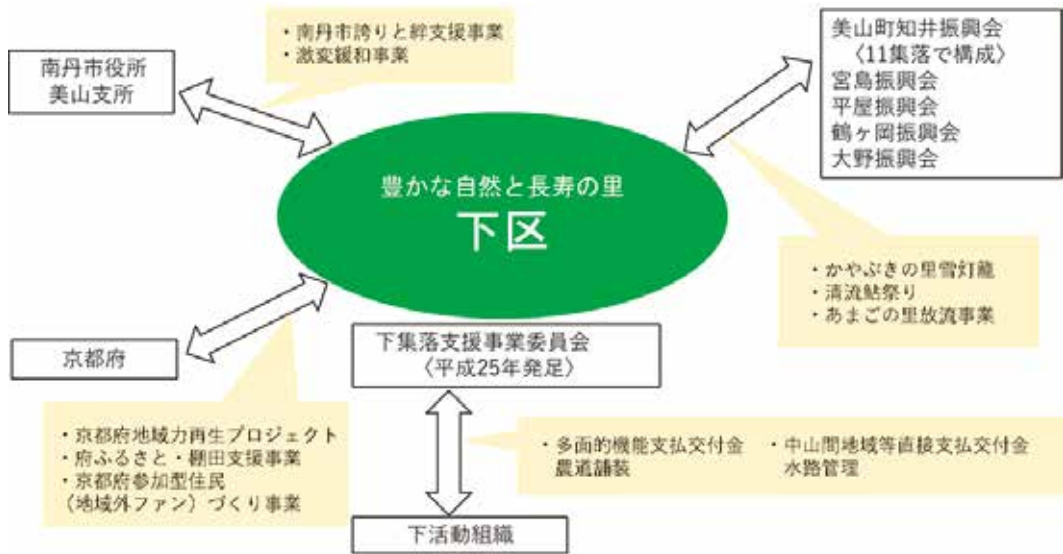 ・南丹市誇りと絆支援事業
・激変緩和事業
南丹市役所
美山支所
美山町知井振興会
〈11集落で構成〉
宮島振興会
平屋振興会
鶴ヶ岡振興会
大野振興会
豊かな自然と長寿の里
下区
・かやぶきの里雪灯籠
・清流鮎祭り
・あまごの里放流事業
京都府
下集落支援事業委員会
〈平成25年発足〉
・京都府地域力再生プロジェクト
・府ふるさと・棚田支援事業
・京都府参加型住民
（地域外ファン）づくり事業
・多面的機能支払交付金
農道舗装
・中山間地域等直接支払交付金
水路管理
下活動組織